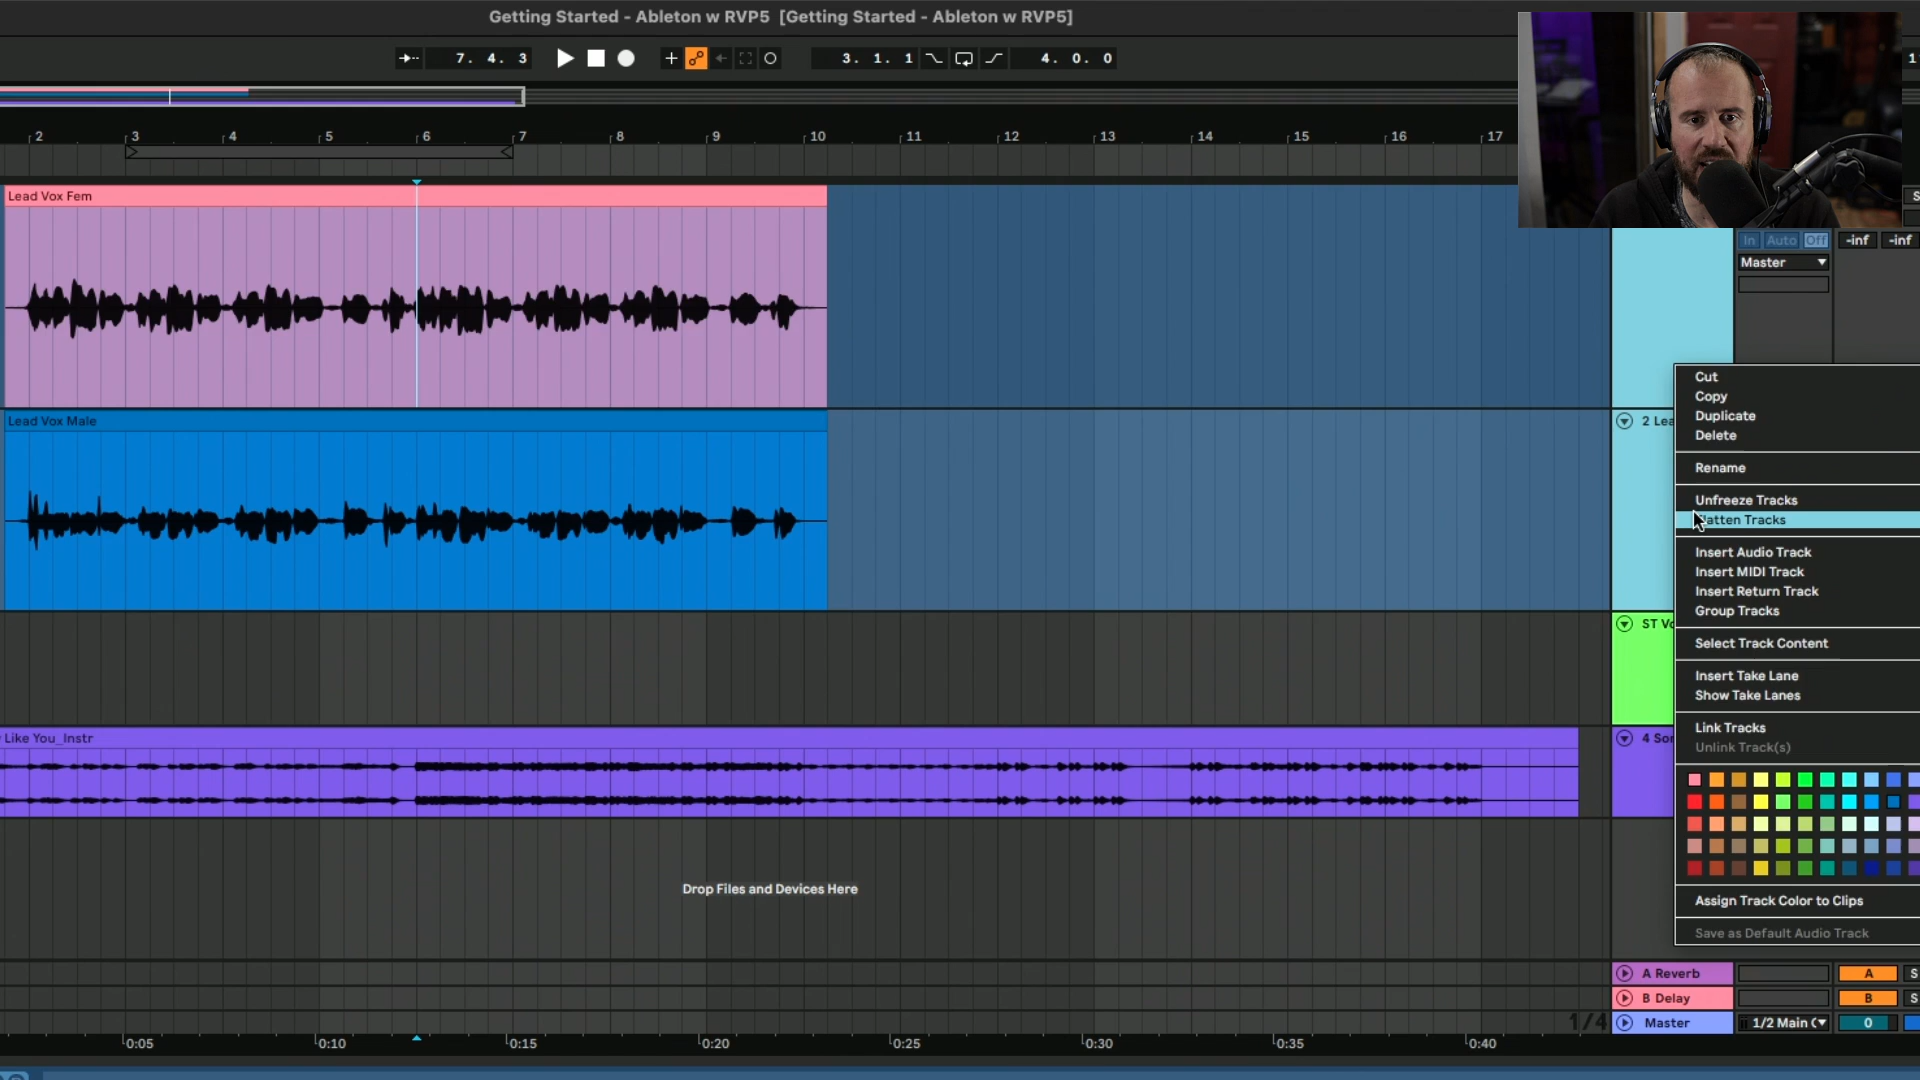 Getting Started - Ableton w RVP5 [Getting Started - Ableton w RVP5]
7. 4. 3
3. 1. 1
4. 0. 0
1
2 3 4 5 6 7 8 9 10 11 12 13 14 15 16 17
Lead Vox Fem
S
In Auto Off -inf -inf
Master
Cut
Copy
Duplicate
Delete
Rename
Unfreeze Tracks
latten Tracks
Insert Audio Track
Insert MIDI Track
Insert Return Track
Group Tracks
Select Track Content
Insert Take Lane
Show Take Lanes
Link Tracks
Unlink Track(s)
Assign Track Color to Clips
Save as Default Audio Track
Lead Vox Male
2 Lea
ST Vo
Like You_Instr
4 Sor
Drop Files and Devices Here
A Reverb A S
B Delay B S
1/4
Master 1/2 Main ( 0
0:05 0:10 0:15 0:20 0:25 0:30 0:35 0:40